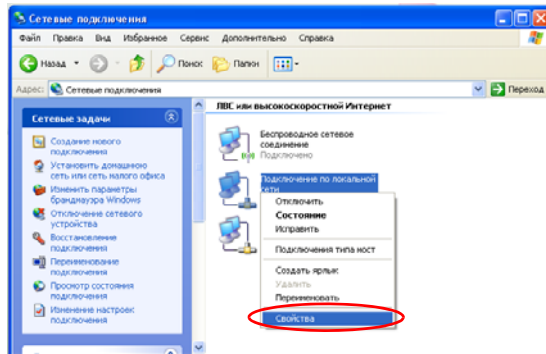 Сетевые подключения
Файл Правка Вид Избранное Сервис Дополнительно Справка
Назад Поиск Папки
Адрес: Сетевые подключения Переход
Сетевые задачи
Создание нового
подключения
Установить домашнюю
сеть или сеть малого офиса
Изменить параметры
брандмауэра Windows
Отключение сетевого
устройства
Восстановление
подключения
Переименование
подключения
Просмотр состояния
подключения
Изменение настроек
подключения
ЛВС или высокоскоростной Интернет
Беспроводное сетевое
соединение
Подключено
Подключение по локальной
сети
Отключить
Состояние
Исправить
Подключения типа мост
Создать ярлык
Удалить
Переименовать
Свойства